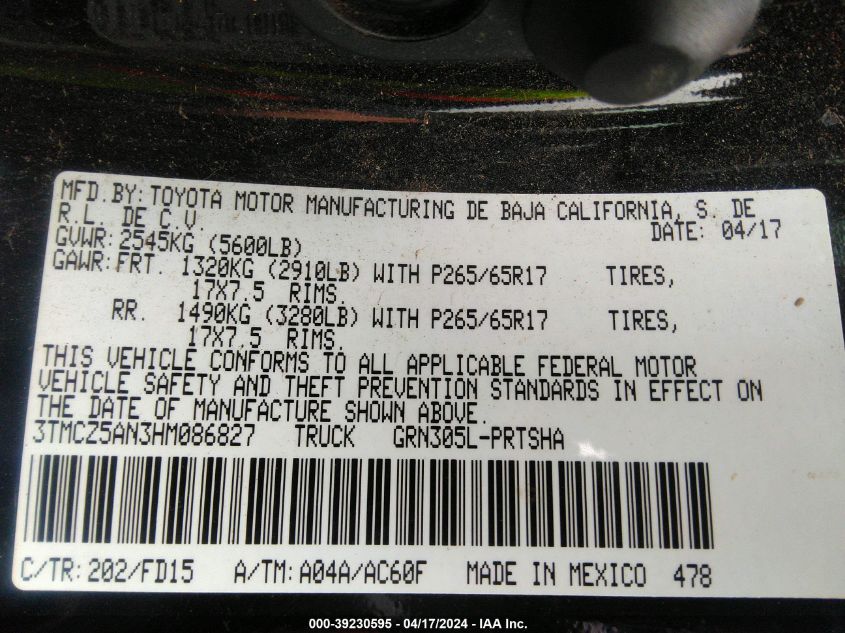 MFD.BY: TOYOTA MOTOR MANUFACTURING DE BAJA CALIFORNIA, S. DE
R.L. DE C.V. DATE: 04/17
GVWR: 2545KG (5600LB)
GAWR: FRT. 1320KG (2910LB) WITH P265/65R17 TIRES,
17X7.5 RIMS.
RR. 1490KG (3280LB) WITH P265/65R17 TIRES,
17X7.5 RIMS.
THIS VEHICLE CONFORMS TO ALL APPLICABLE FEDERAL MOTOR
VEHICLE SAFETY AND THEFT PREVENTION STANDARDS IN EFFECT ON
THE DATE OF MANUFACTURE SHOWN ABOVE.
3TMCZ5AN3HM086827 TRUCK GRN305L-PRTSHA
C/TR: 202/FD15 A/TM: A04A/AC60F MADE IN MEXICO 478
000-39230595 - 04/17/2024 - IAA Inc.